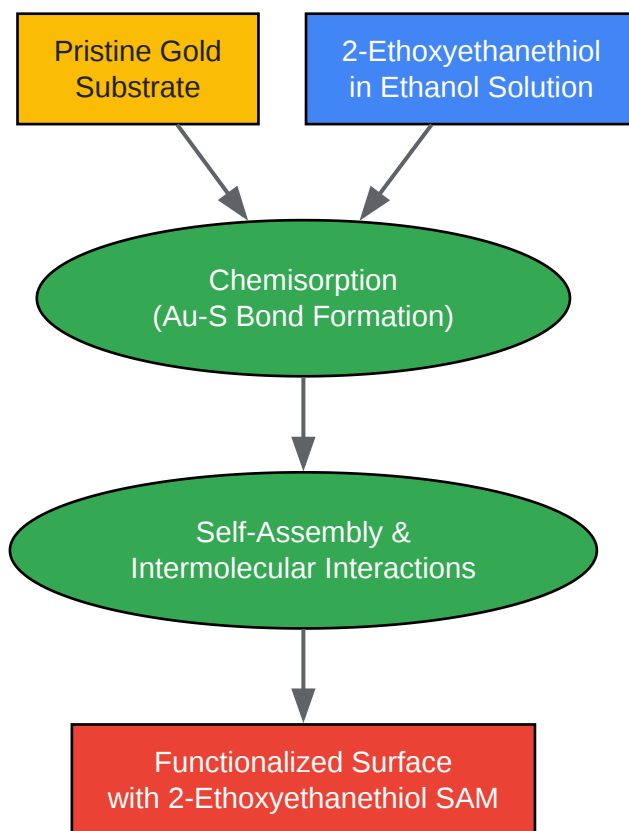 Pristine Gold
Substrate
2-Ethoxyethanethiol
in Ethanol Solution
Chemisorption
(Au-S Bond Formation)
Self-Assembly &
Intermolecular Interactions
Functionalized Surface
with 2-Ethoxyethanethiol SAM